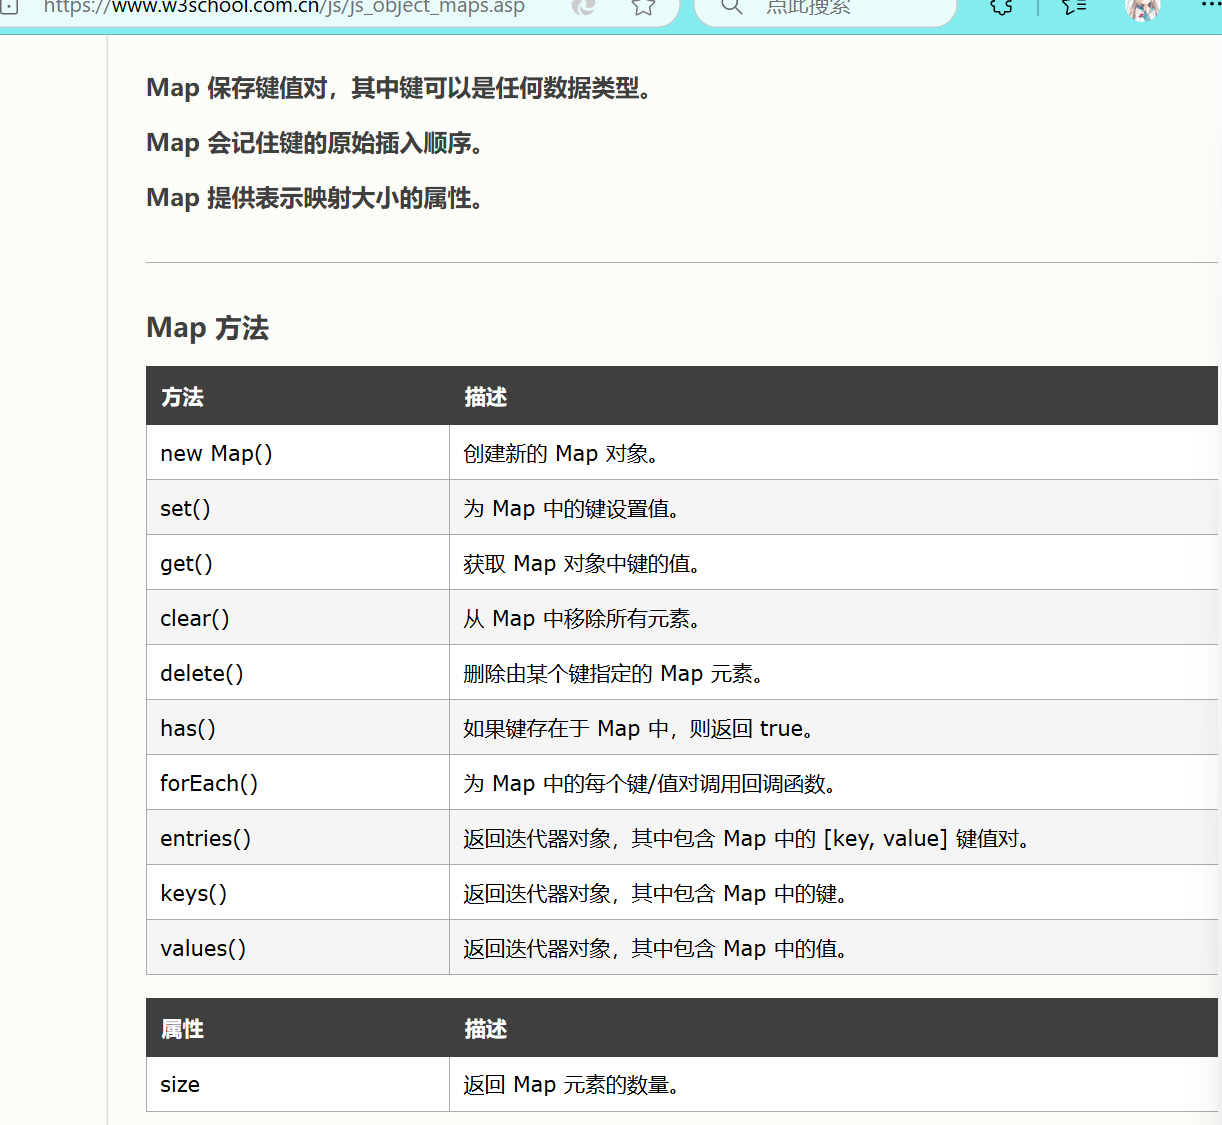 https://www.w3school.com.cn/js/js_object_maps.asp 点此搜索
Map 保存键值对，其中键可以是任何数据类型。
Map 会记住键的原始插入顺序。
Map 提供表示映射大小的属性。
Map 方法
方法 描述
new Map() 创建新的 Map 对象。
set() 为 Map 中的键设置值。
get() 获取 Map 对象中键的值。
clear() 从 Map 中移除所有元素。
delete() 删除由某个键指定的 Map 元素。
has() 如果键存在于 Map 中，则返回 true。
forEach() 为 Map 中的每个键/值对调用回调函数。
entries() 返回迭代器对象，其中包含 Map 中的 [key, value] 键值对。
keys() 返回迭代器对象，其中包含 Map 中的键。
values() 返回迭代器对象，其中包含 Map 中的值。
属性 描述
size 返回 Map 元素的数量。